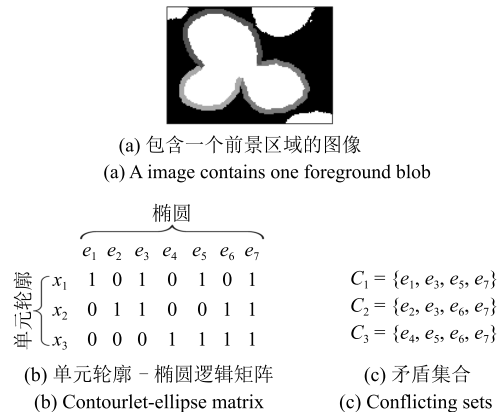 (a) 包含一个前景区域的图像
(a) A image contains one foreground blob
椭圆
e₁ e₂ e₃ e₄ e₅ e₆ e₇
单元轮廓
x₁ 1 0 1 0 1 0 1
x₂ 0 1 1 0 0 1 1
x₃ 0 0 0 1 1 1 1
(b) 单元轮廓 - 椭圆逻辑矩阵
(b) Contourlet-ellipse matrix
C₁ = {e₁, e₃, e₅, e₇}
C₂ = {e₂, e₃, e₆, e₇}
C₃ = {e₄, e₅, e₆, e₇}
(c) 矛盾集合
(c) Conflicting sets